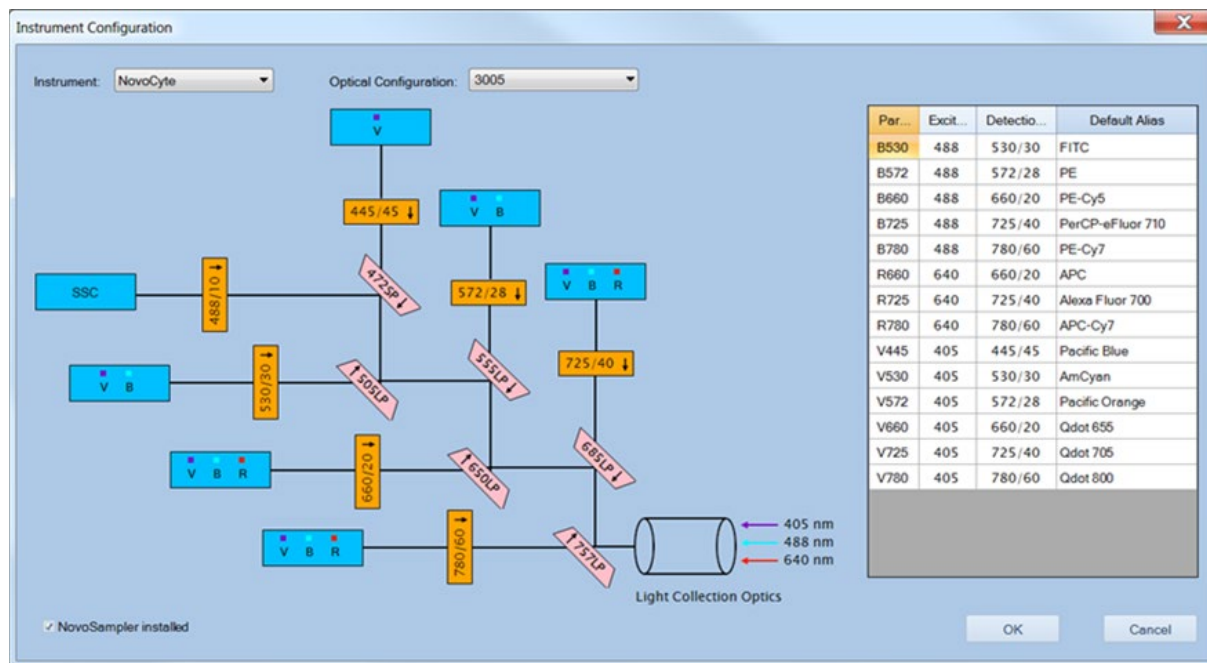 Instrument Configuration
Instrument: NovoCyte
Optical Configuration: 3005
V
445/45 ↓
V B
472SP ↓
SSC
488/10 ↑
572/28 ↓
V B R
V B
530/30 ↑
↑ 505LP
555LP ↓
725/40 ↓
V B R
660/20 ↑
↑ 650LP
685LP ↓
V B R
780/60 ↑
↑ 757LP
405 nm
488 nm
640 nm
Light Collection Optics
Par... Excit... Detectio... Default Alias
B530 488 530/30 FITC
B572 488 572/28 PE
B660 488 660/20 PE-Cy5
B725 488 725/40 PerCP-eFluor 710
B780 488 780/60 PE-Cy7
R660 640 660/20 APC
R725 640 725/40 Alexa Fluor 700
R780 640 780/60 APC-Cy7
V445 405 445/45 Pacific Blue
V530 405 530/30 AmCyan
V572 405 572/28 Pacific Orange
V660 405 660/20 Qdot 655
V725 405 725/40 Qdot 705
V780 405 780/60 Qdot 800
NovoSampler installed
OK
Cancel